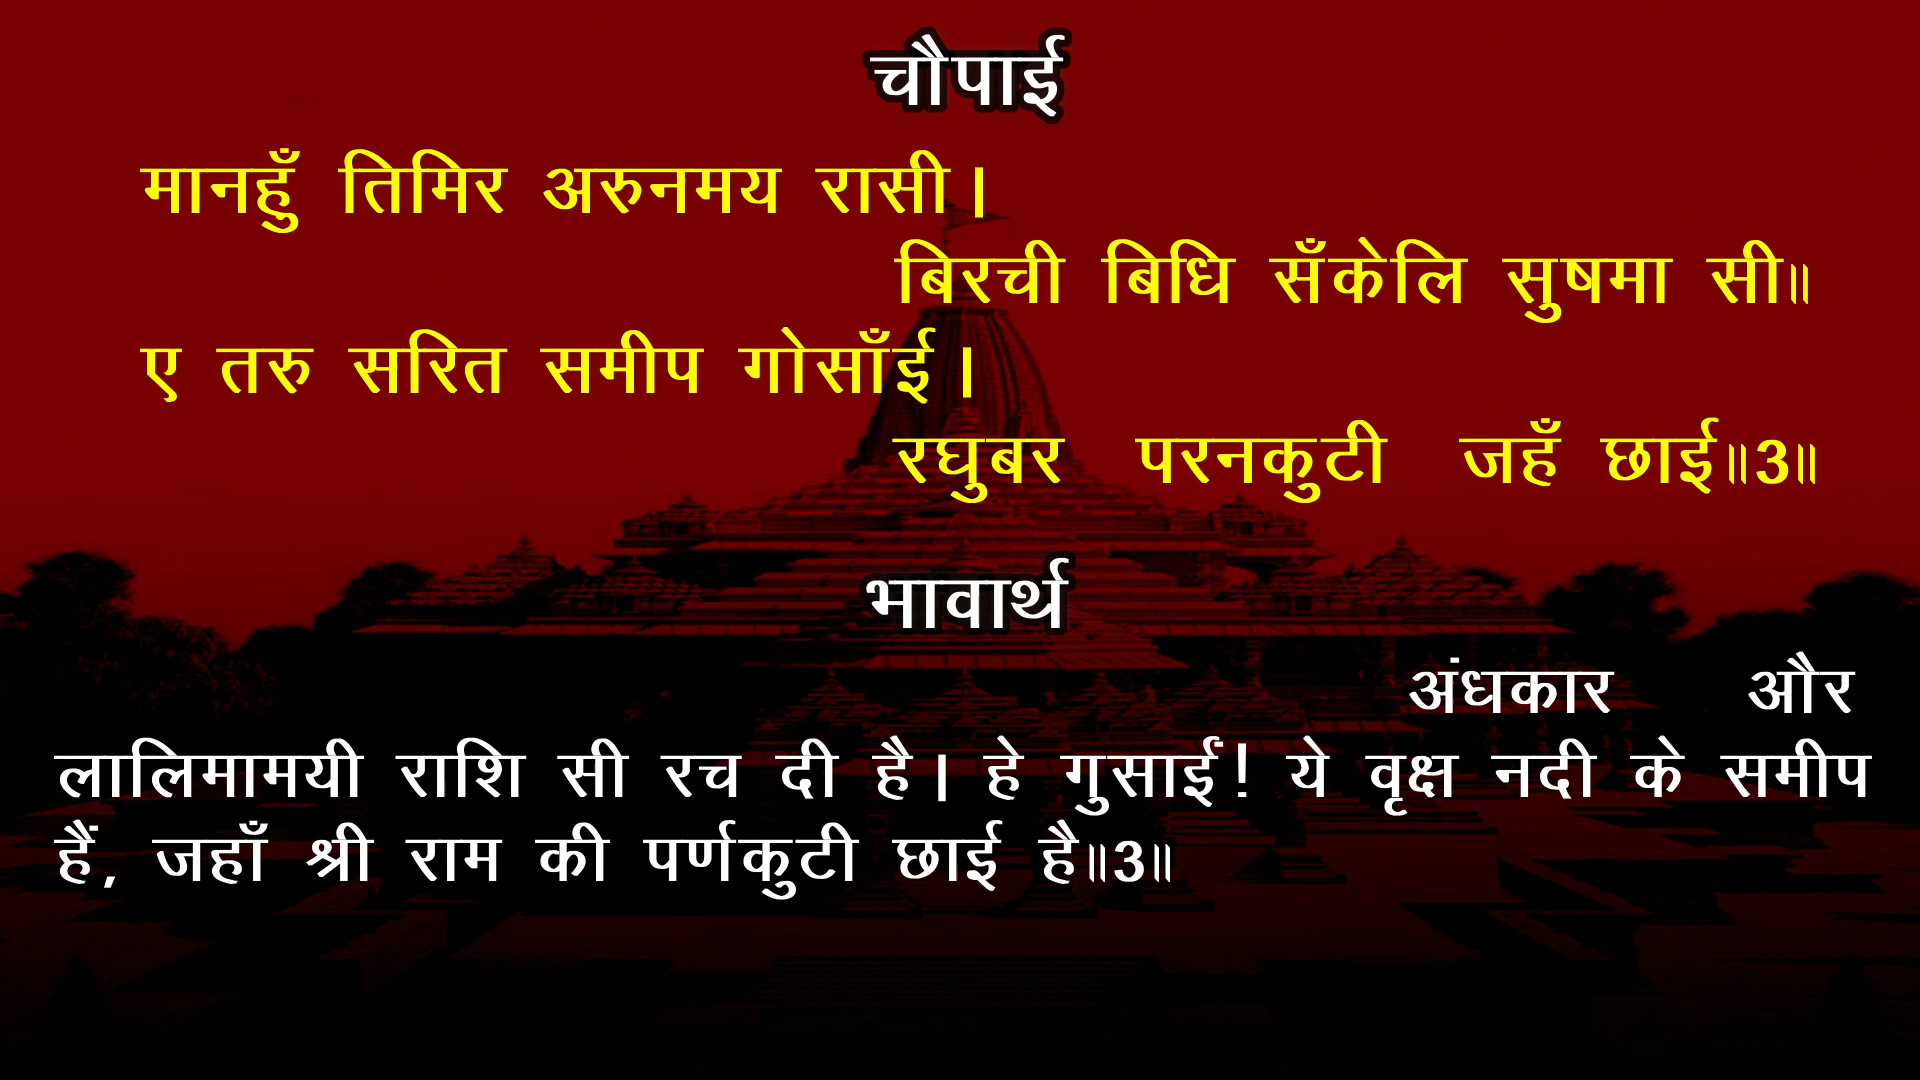 चौपाई
मानहुँ तिमिर अरुनमय रासी।
बिरची बिधि सँकेलि सुषमा सी॥
ए तरु सरित समीप गोसाँई।
रघुबर परनकुटी जहँ छाई॥3॥
भावार्थ
अंधकार और
लालिमामयी राशि सी रच दी है। हे गुसाईं! ये वृक्ष नदी के समीप
हैं, जहाँ श्री राम की पर्णकुटी छाई है॥3॥